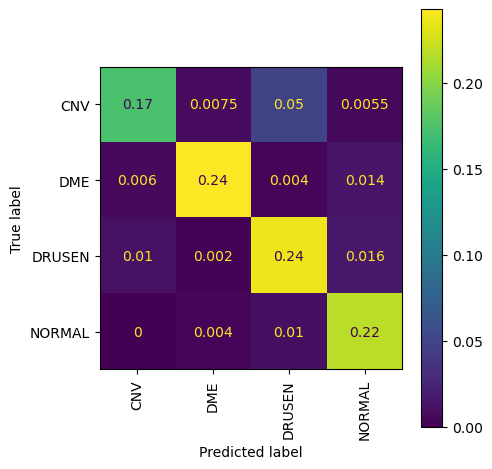 CNV 0.17 0.0075 0.05 0.0055
DME 0.006 0.24 0.004 0.014
DRUSEN 0.01 0.002 0.24 0.016
NORMAL 0 0.004 0.01 0.22
CNV DME DRUSEN NORMAL
Predicted label
True label
0.20
0.15
0.10
0.05
0.00